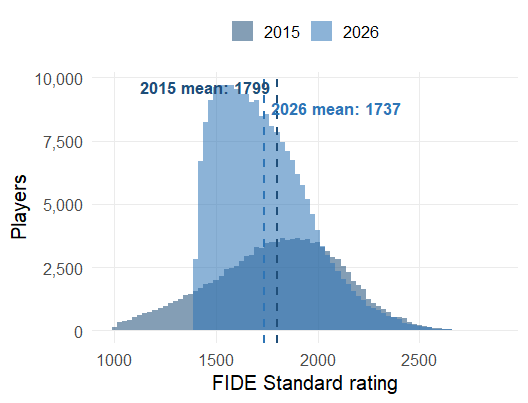 2015 2026
10,000
2015 mean: 1799
2026 mean: 1737
7,500
5,000
2,500
0
Players
1000 1500 2000 2500
FIDE Standard rating